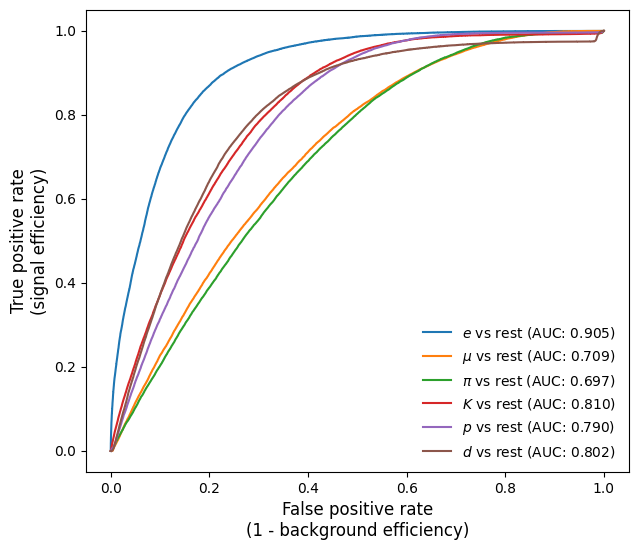 1.0
0.8
0.6
0.4
0.2
0.0
True positive rate
(signal efficiency)
e vs rest (AUC: 0.905)
μ vs rest (AUC: 0.709)
π vs rest (AUC: 0.697)
K vs rest (AUC: 0.810)
p vs rest (AUC: 0.790)
d vs rest (AUC: 0.802)
0.0 0.2 0.4 0.6 0.8 1.0
False positive rate
(1 - background efficiency)